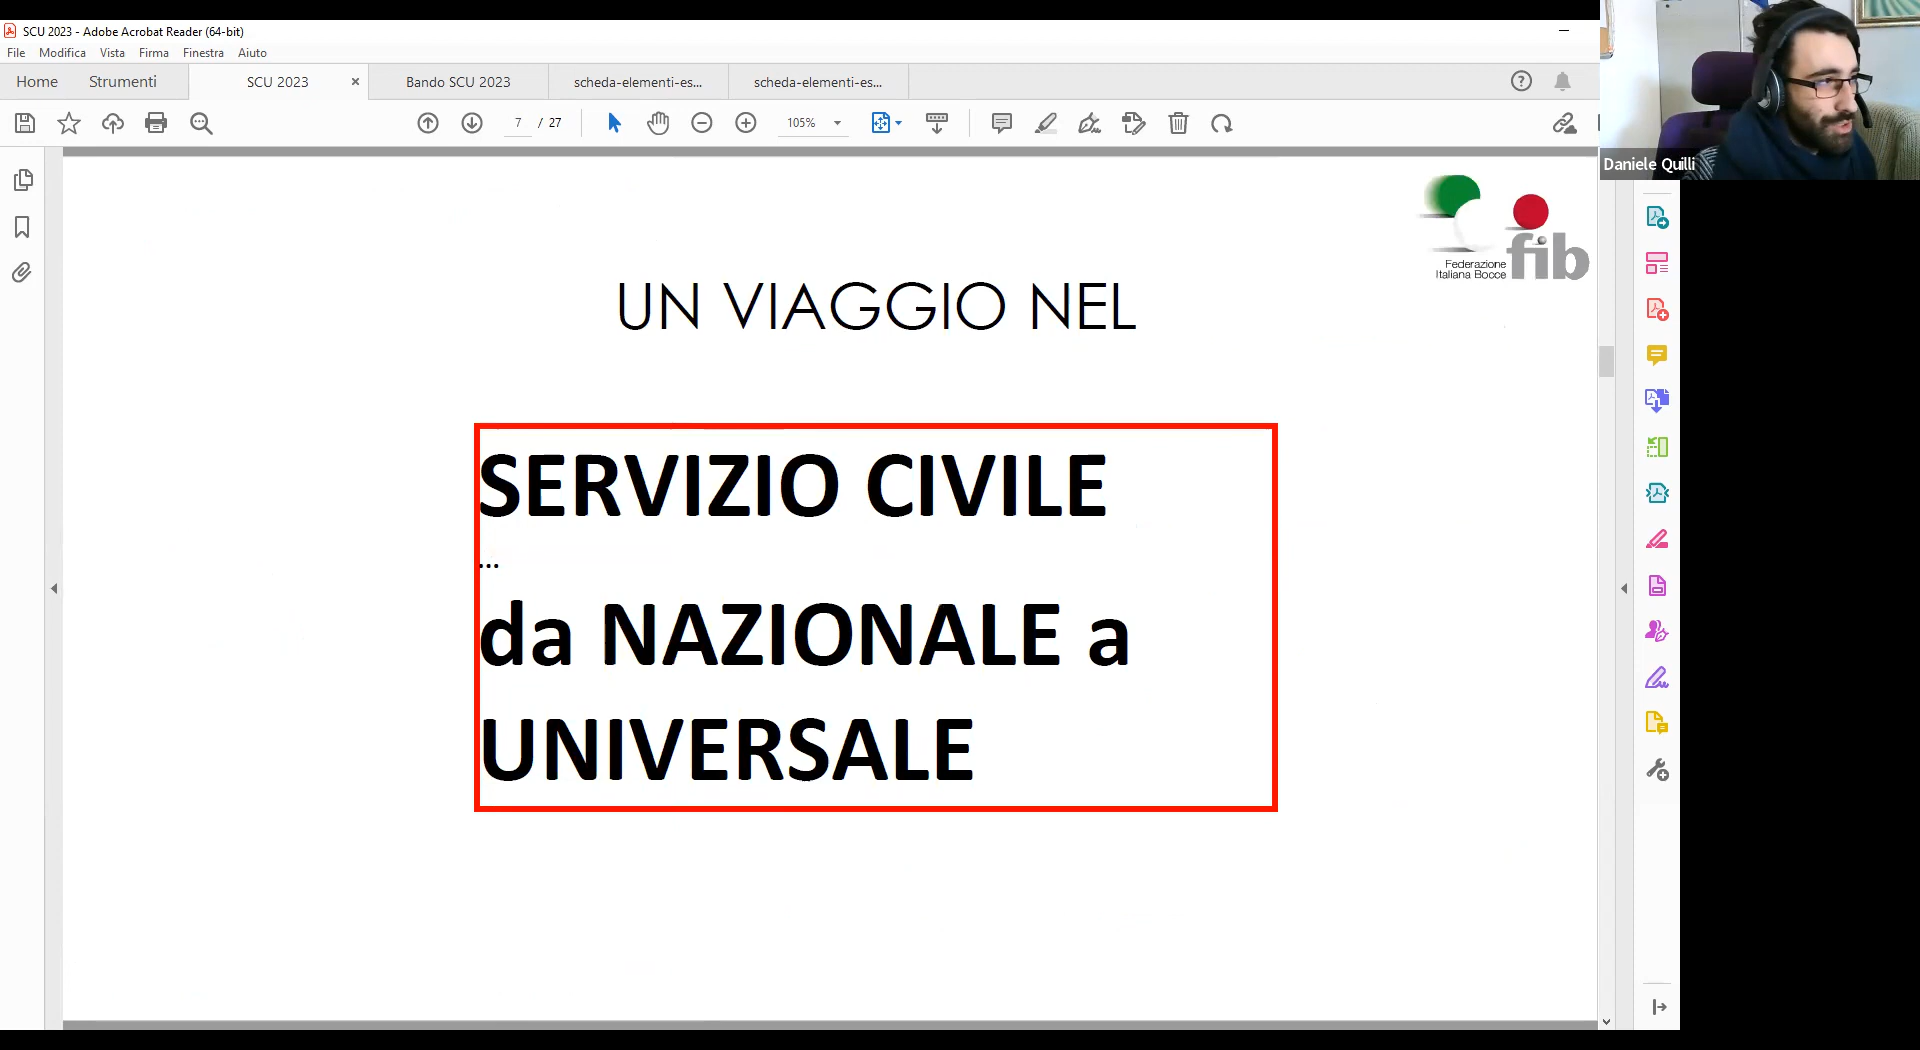 SCU 2023 - Adobe Acrobat Reader (64-bit)
File Modifica Vista Firma Finestra Aiuto
Home Strumenti SCU 2023 × Bando SCU 2023 scheda-elementi-es... scheda-elementi-es...
7 / 27 105%
Daniele Quilli
fib
Federazione
Italiana Bocce
UN VIAGGIO NEL
SERVIZIO CIVILE
...
da NAZIONALE a
UNIVERSALE